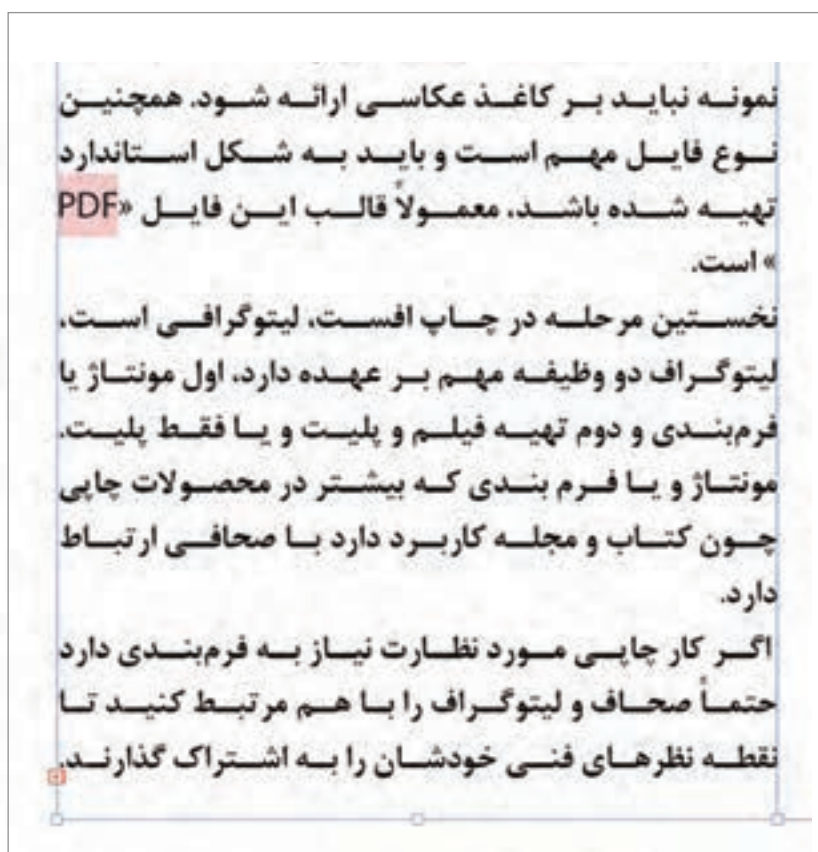 نمونه نباید بر کاغذ عکاسی ارائه شود. همچنین
نوع فایل مهم است و باید به شکل استاندارد
تهیه شده باشد، معمولاً قالب این فایل «PDF
» است.
نخستین مرحله در چاپ افست، لیتوگرافی است،
لیتوگراف دو وظیفه مهم بر عهده دارد، اول مونتاژ یا
فرم‌بندی و دوم تهیه فیلم و پلیت و یا فقط پلیت.
مونتاژ و یا فرم بندی که بیشتر در محصولات چاپی
چون کتاب و مجله کاربرد دارد با صحافی ارتباط
دارد.
اگر کار چاپی مورد نظارت نیاز به فرم‌بندی دارد
حتماً صحاف و لیتوگراف را با هم مرتبط کنید تا
نقطه نظرهای فنی خودشان را به اشتراک گذارند.